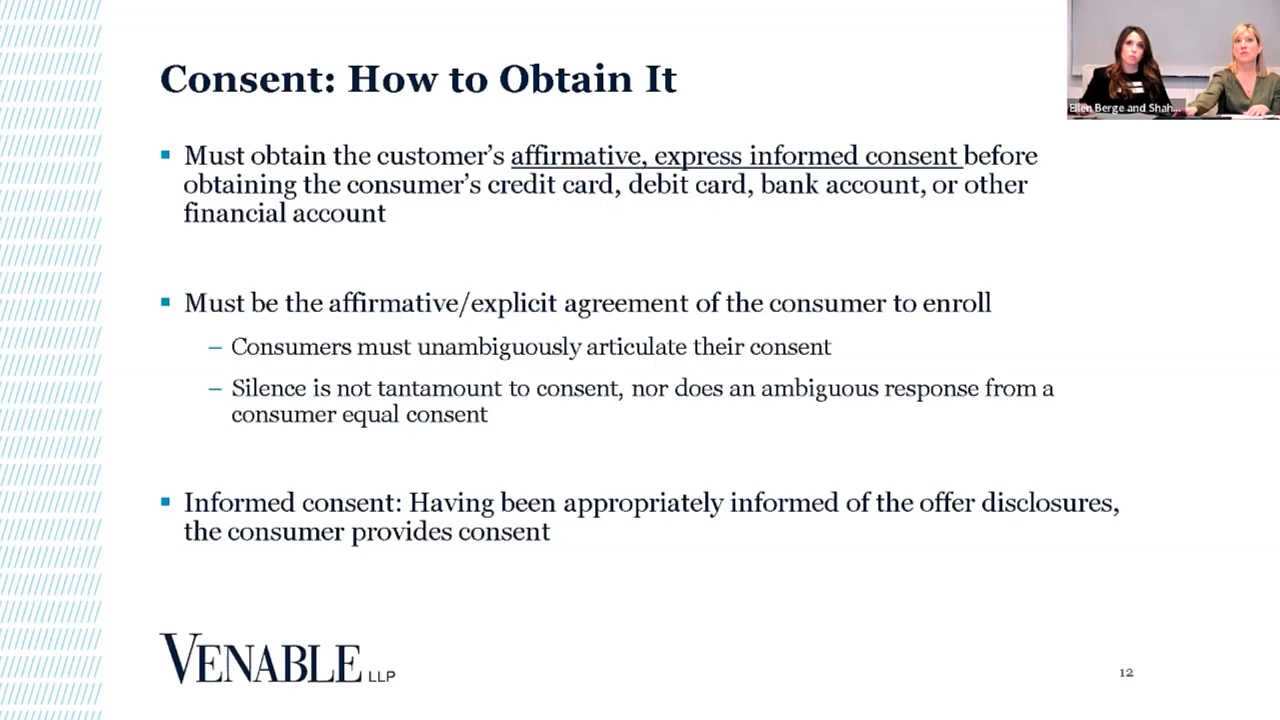 Consent: How to Obtain It
Ellen Berge and Shah...
▪ Must obtain the customer’s affirmative, express informed consent before
obtaining the consumer’s credit card, debit card, bank account, or other
financial account
▪ Must be the affirmative/explicit agreement of the consumer to enroll
– Consumers must unambiguously articulate their consent
– Silence is not tantamount to consent, nor does an ambiguous response from a
consumer equal consent
▪ Informed consent: Having been appropriately informed of the offer disclosures,
the consumer provides consent
VENABLE LLP
12